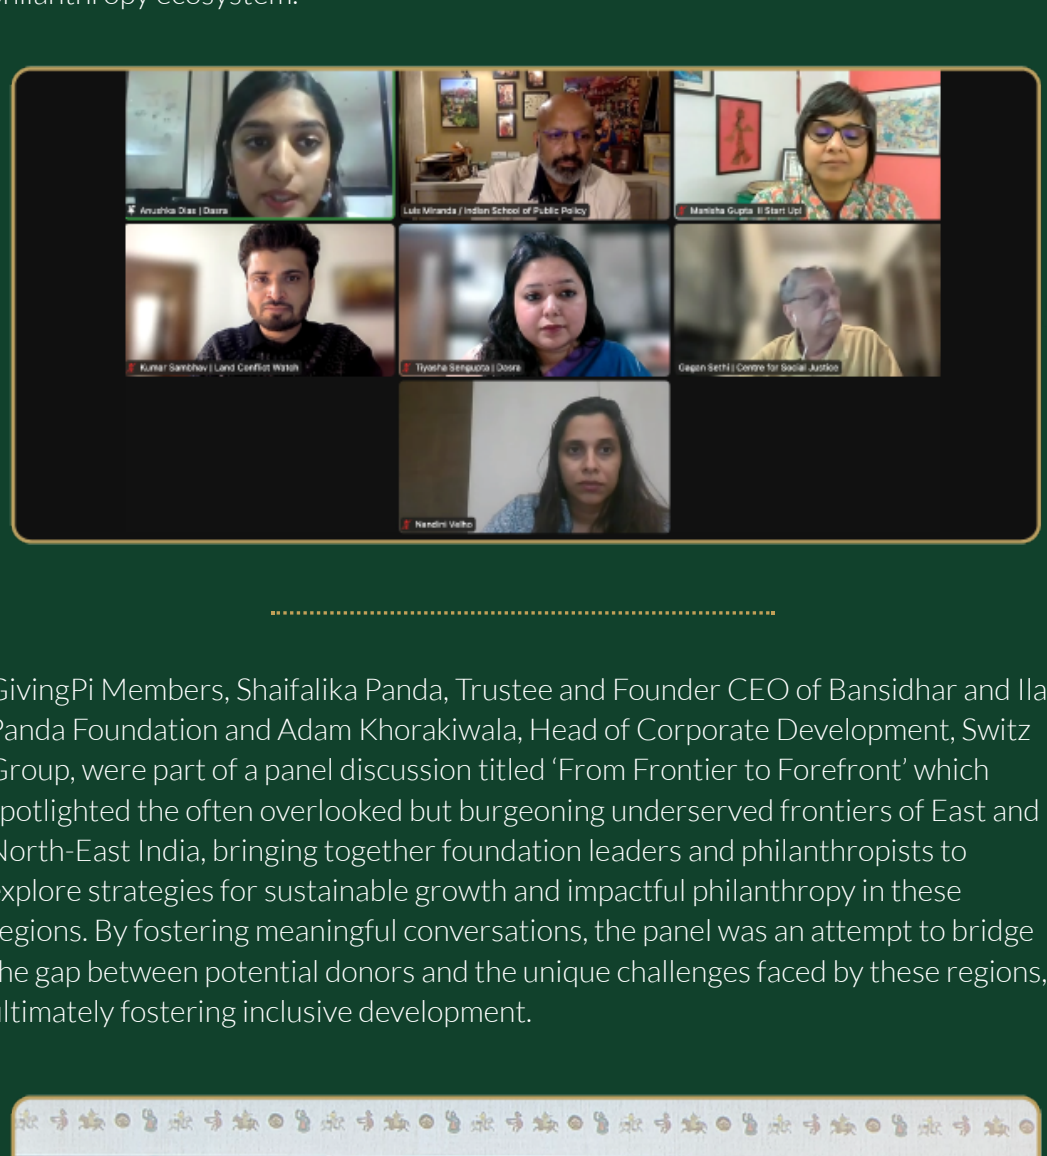 philanthropy ecosystem.
Anushka Dias | Dasra
Luis Miranda / Indian School of Public Policy
Manisha Gupta II Start Up!
Kumar Sambhav | Land Conflict Watch
Tiyasha Sengupta | Dasra
Gagan Sethi | Centre for Social Justice
Nandini Velho
GivingPi Members, Shaifalika Panda, Trustee and Founder CEO of Bansidhar and Ila
Panda Foundation and Adam Khorakiwala, Head of Corporate Development, Switz
Group, were part of a panel discussion titled ‘From Frontier to Forefront’ which
spotlighted the often overlooked but burgeoning underserved frontiers of East and
North-East India, bringing together foundation leaders and philanthropists to
explore strategies for sustainable growth and impactful philanthropy in these
regions. By fostering meaningful conversations, the panel was an attempt to bridge
the gap between potential donors and the unique challenges faced by these regions,
ultimately fostering inclusive development.